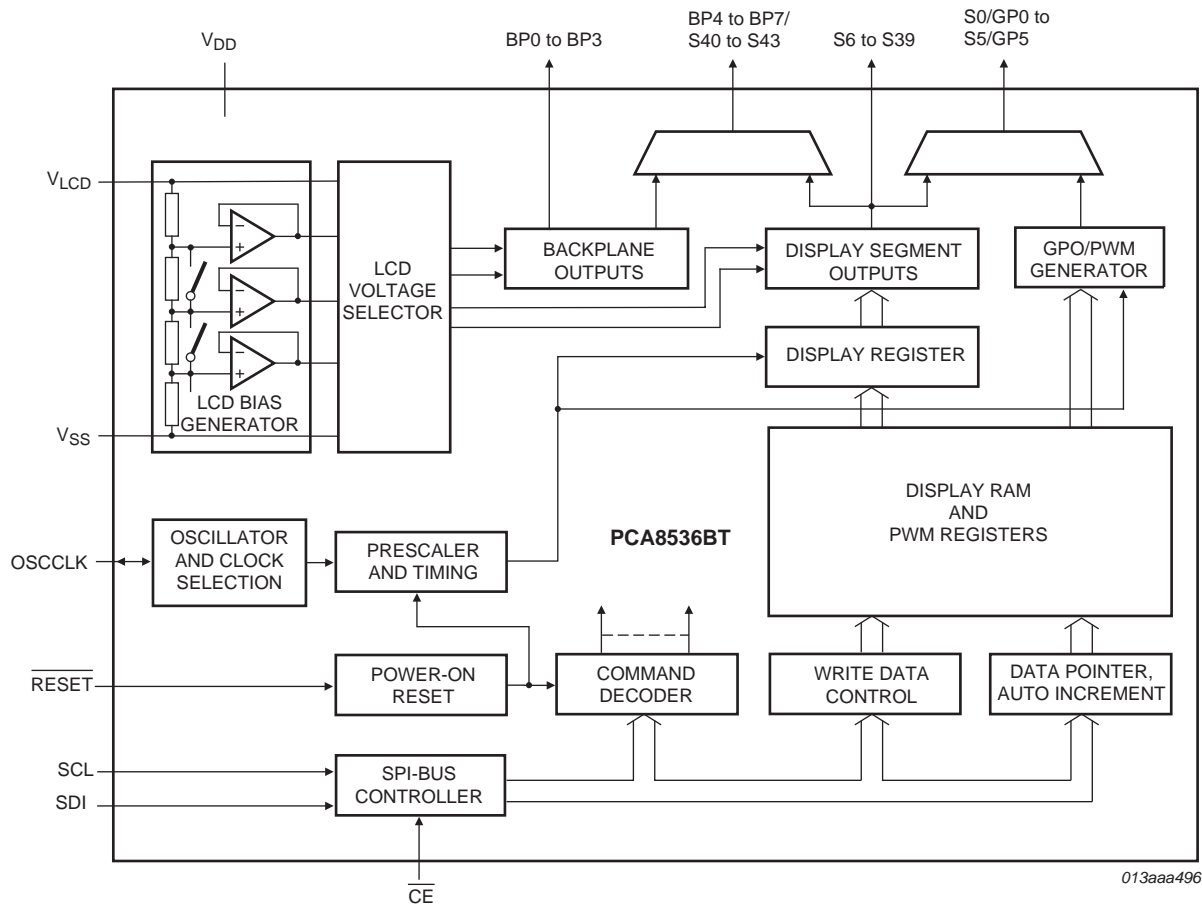 V_DD
BP0 to BP3
BP4 to BP7/
S40 to S43
S6 to S39
S0/GP0 to
S5/GP5
V_LCD
V_SS
−
+
−
+
−
+
LCD BIAS
GENERATOR
LCD
VOLTAGE
SELECTOR
BACKPLANE
OUTPUTS
DISPLAY SEGMENT
OUTPUTS
GPO/PWM
GENERATOR
DISPLAY REGISTER
DISPLAY RAM
AND
PWM REGISTERS
OSCCLK
OSCILLATOR
AND CLOCK
SELECTION
PRESCALER
AND TIMING
PCA8536BT
RESET
POWER-ON
RESET
COMMAND
DECODER
WRITE DATA
CONTROL
DATA POINTER,
AUTO INCREMENT
SCL
SDI
SPI-BUS
CONTROLLER
CE
013aaa496